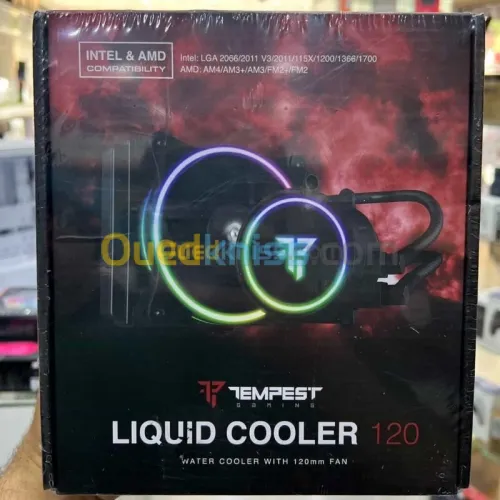 INTEL & AMD
COMPATIBILITY
Intel: LGA 2066/2011 V3/2011/115X/1200/1366/1700
AMD: AM4/AM3+/AM3/FM2+/FM2
Ouedkniss.com
TEMPEST
GAMING
LIQUID COOLER 120
WATER COOLER WITH 120mm FAN